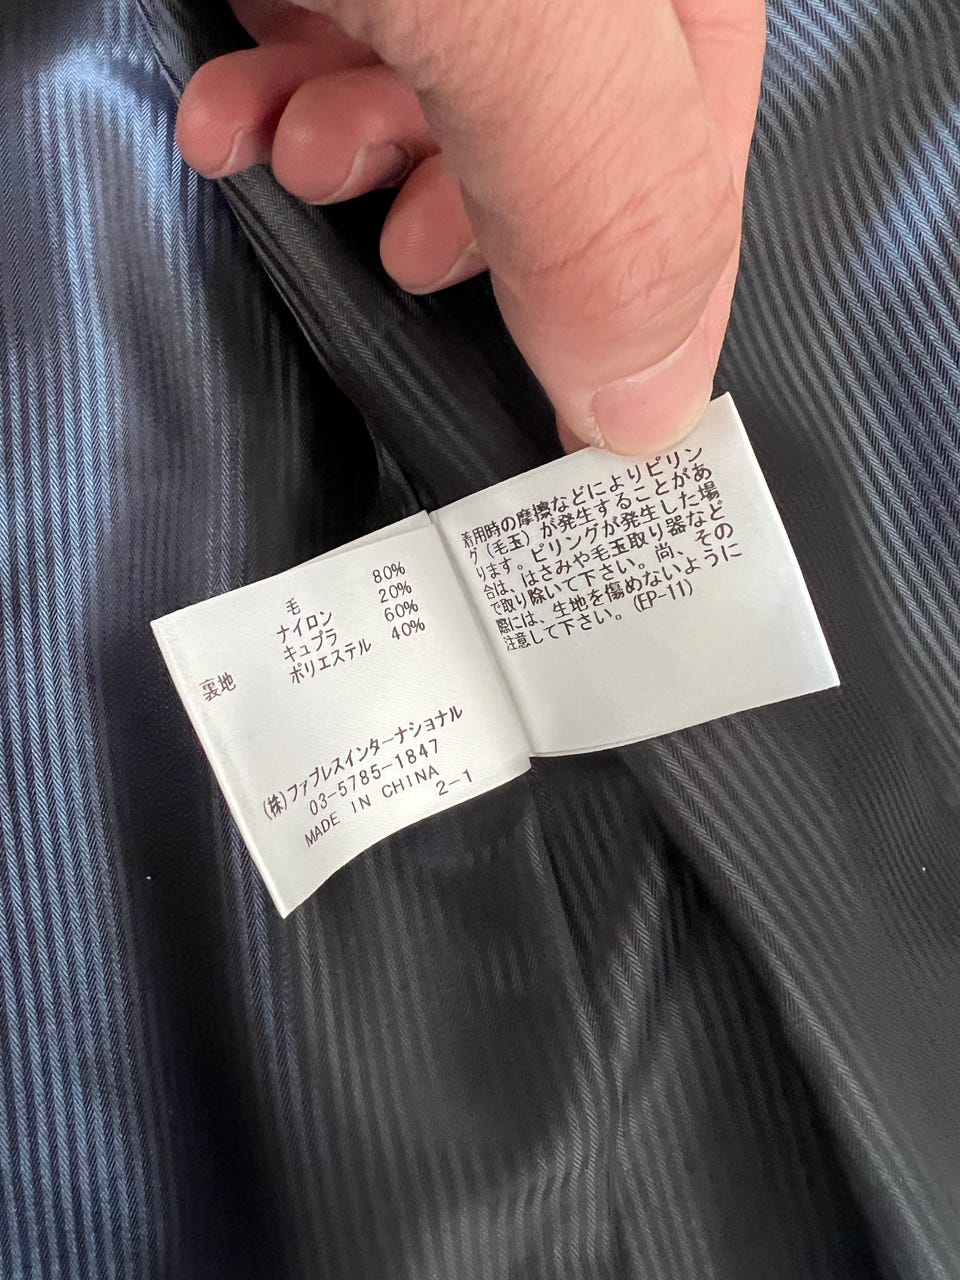 毛 80%
ナイロン 20%
裏地 キュプラ 60%
ポリエステル 40%
(株)ファブレスインターナショナル
03-5785-1847
MADE IN CHINA
2-1
着用時の摩擦などによりピリン
グ(毛玉)が発生することがあ
ります。ピリングが発生した場
合は、はさみや毛玉取り器など
で取り除いて下さい。尚、その
際には、生地を傷めないように
注意して下さい。(EP-11)